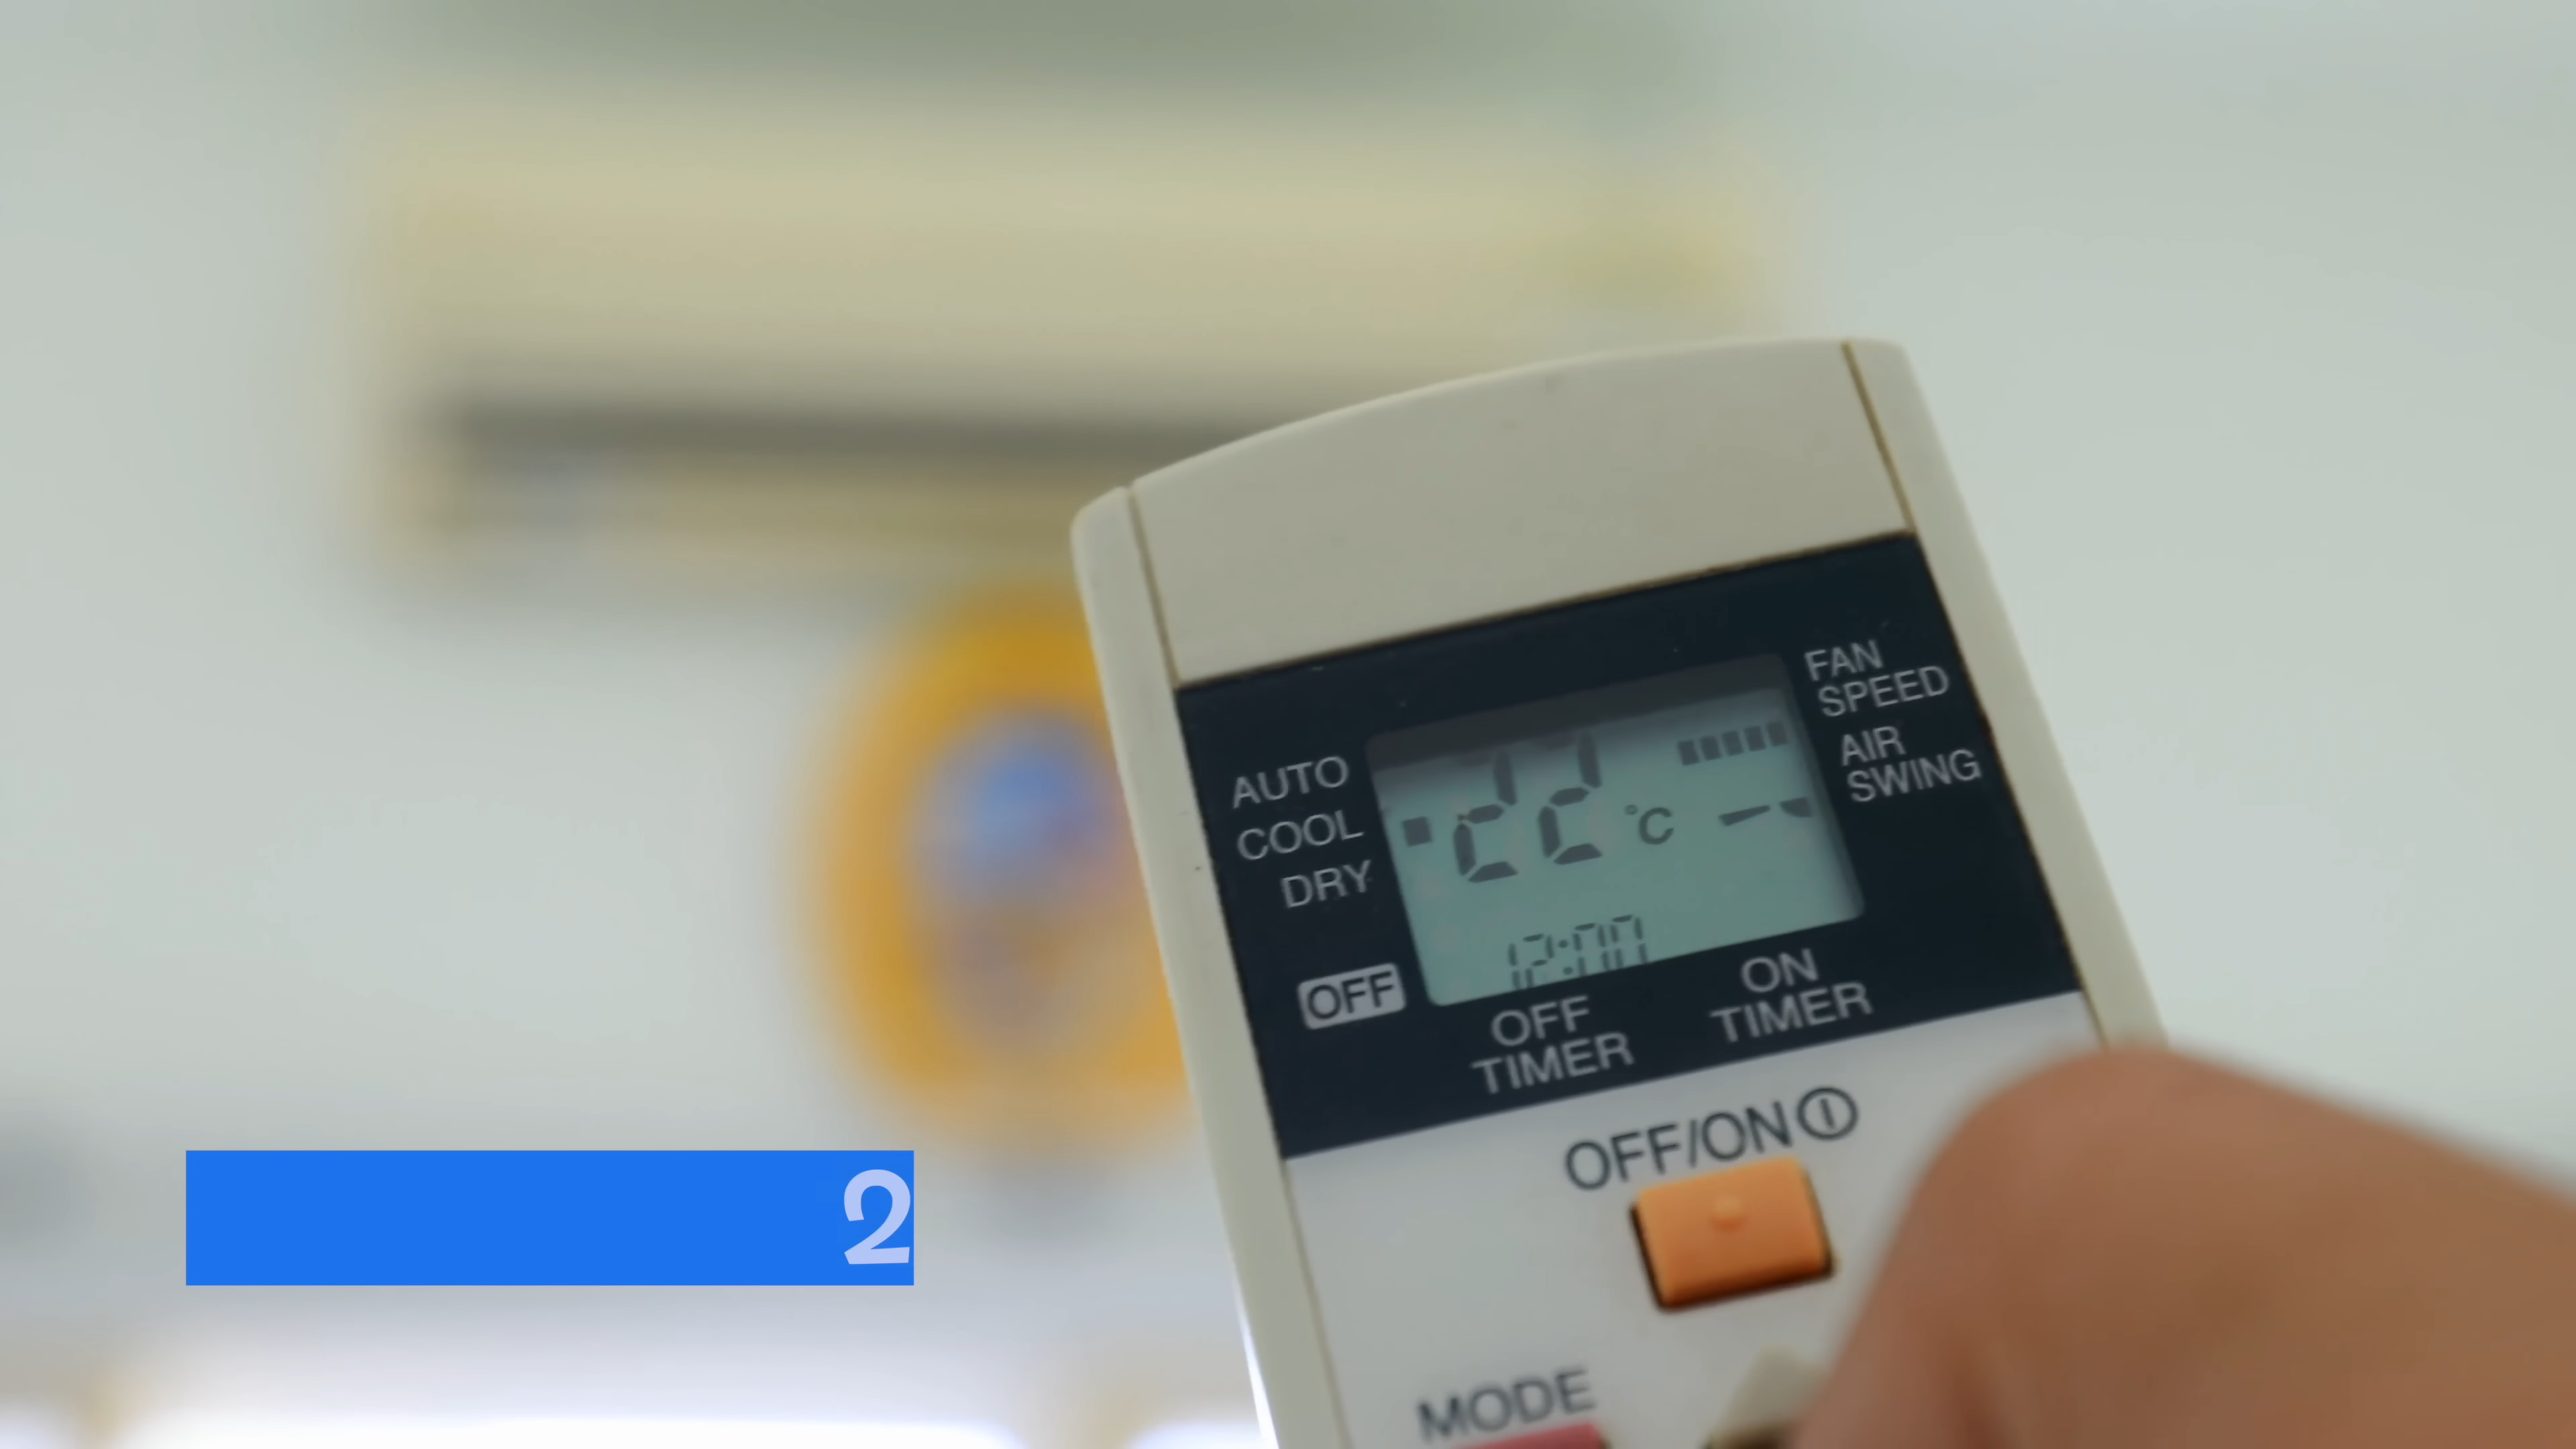 FAN
SPEED
AIR
SWING
AUTO
COOL
DRY
22 °C
12:00
OFF
OFF
TIMER
ON
TIMER
OFF/ON
MODE
2